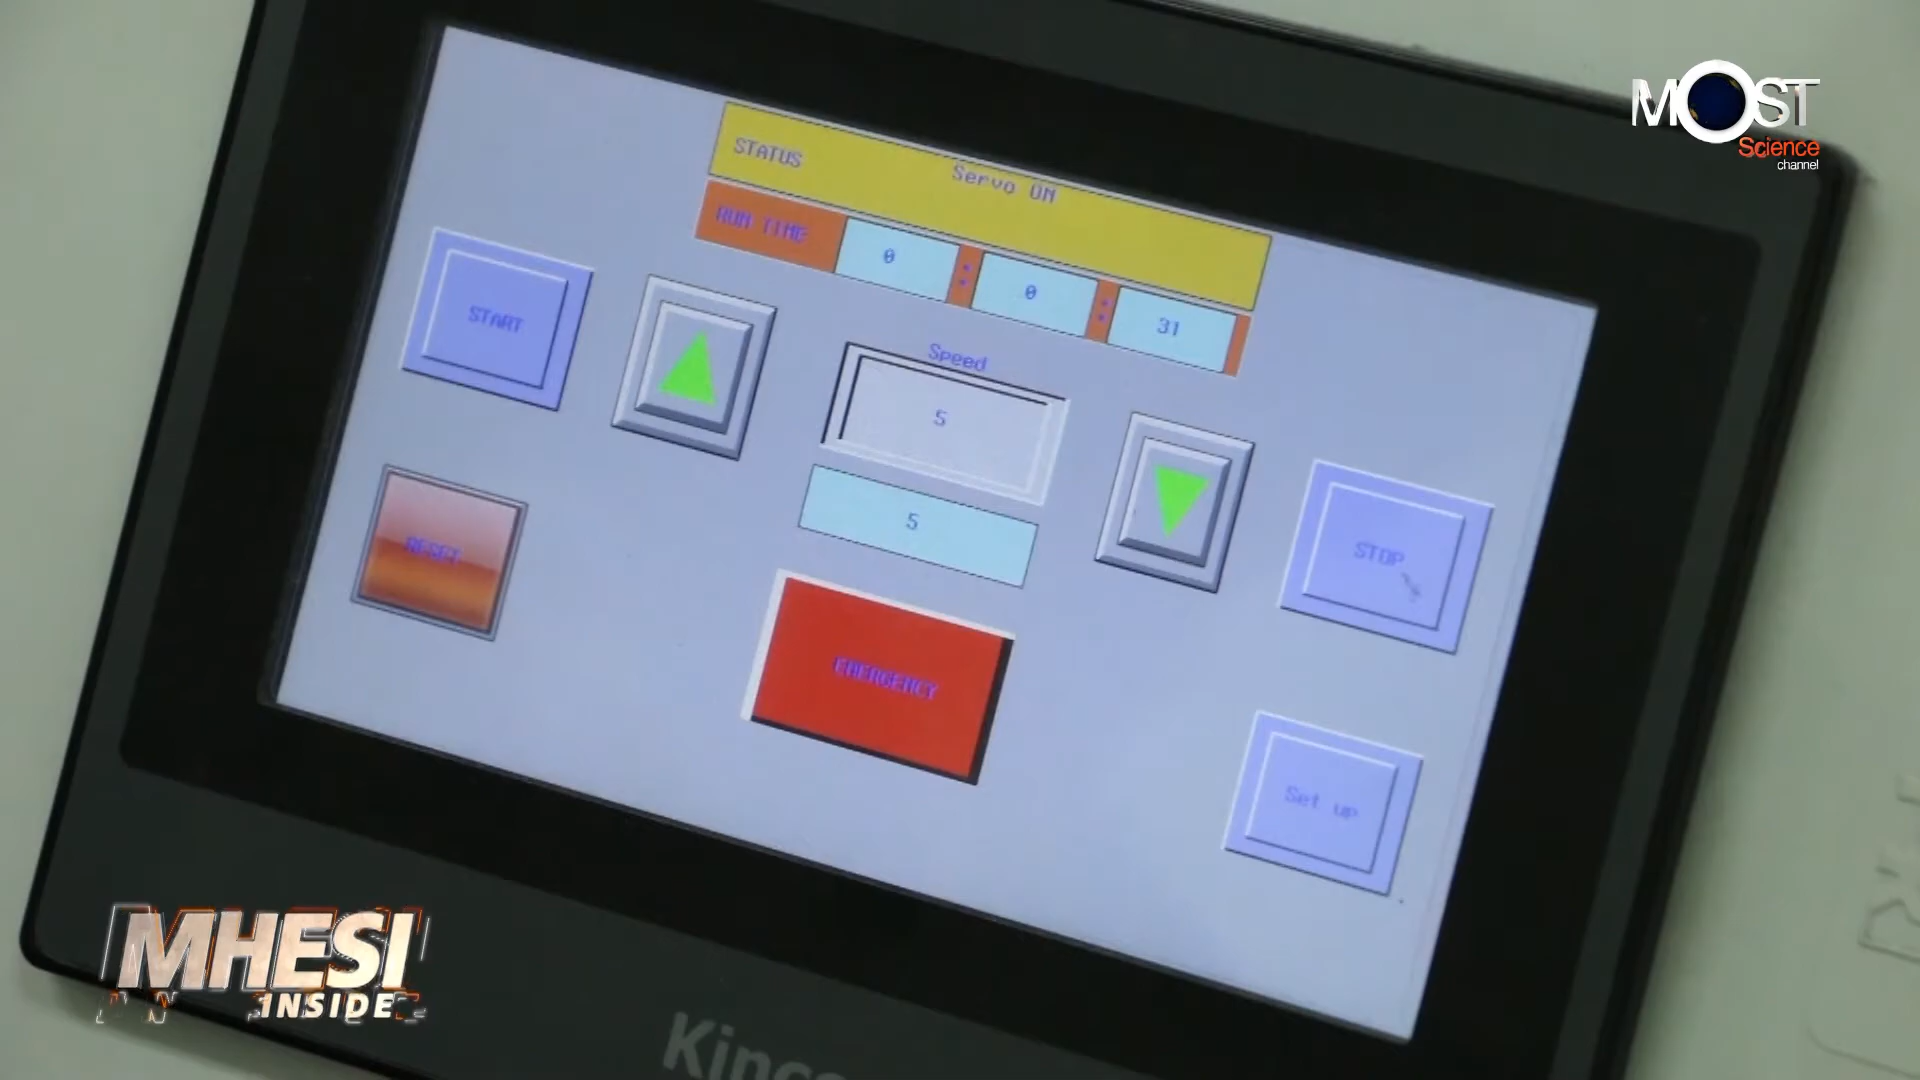 MOST
Science
channel
STATUS
Servo ON
RUN TIME
0 : 0 : 31
START
Speed
5
5
RESET
STOP
EMERGENCY
Set up
MHESI
INSIDE